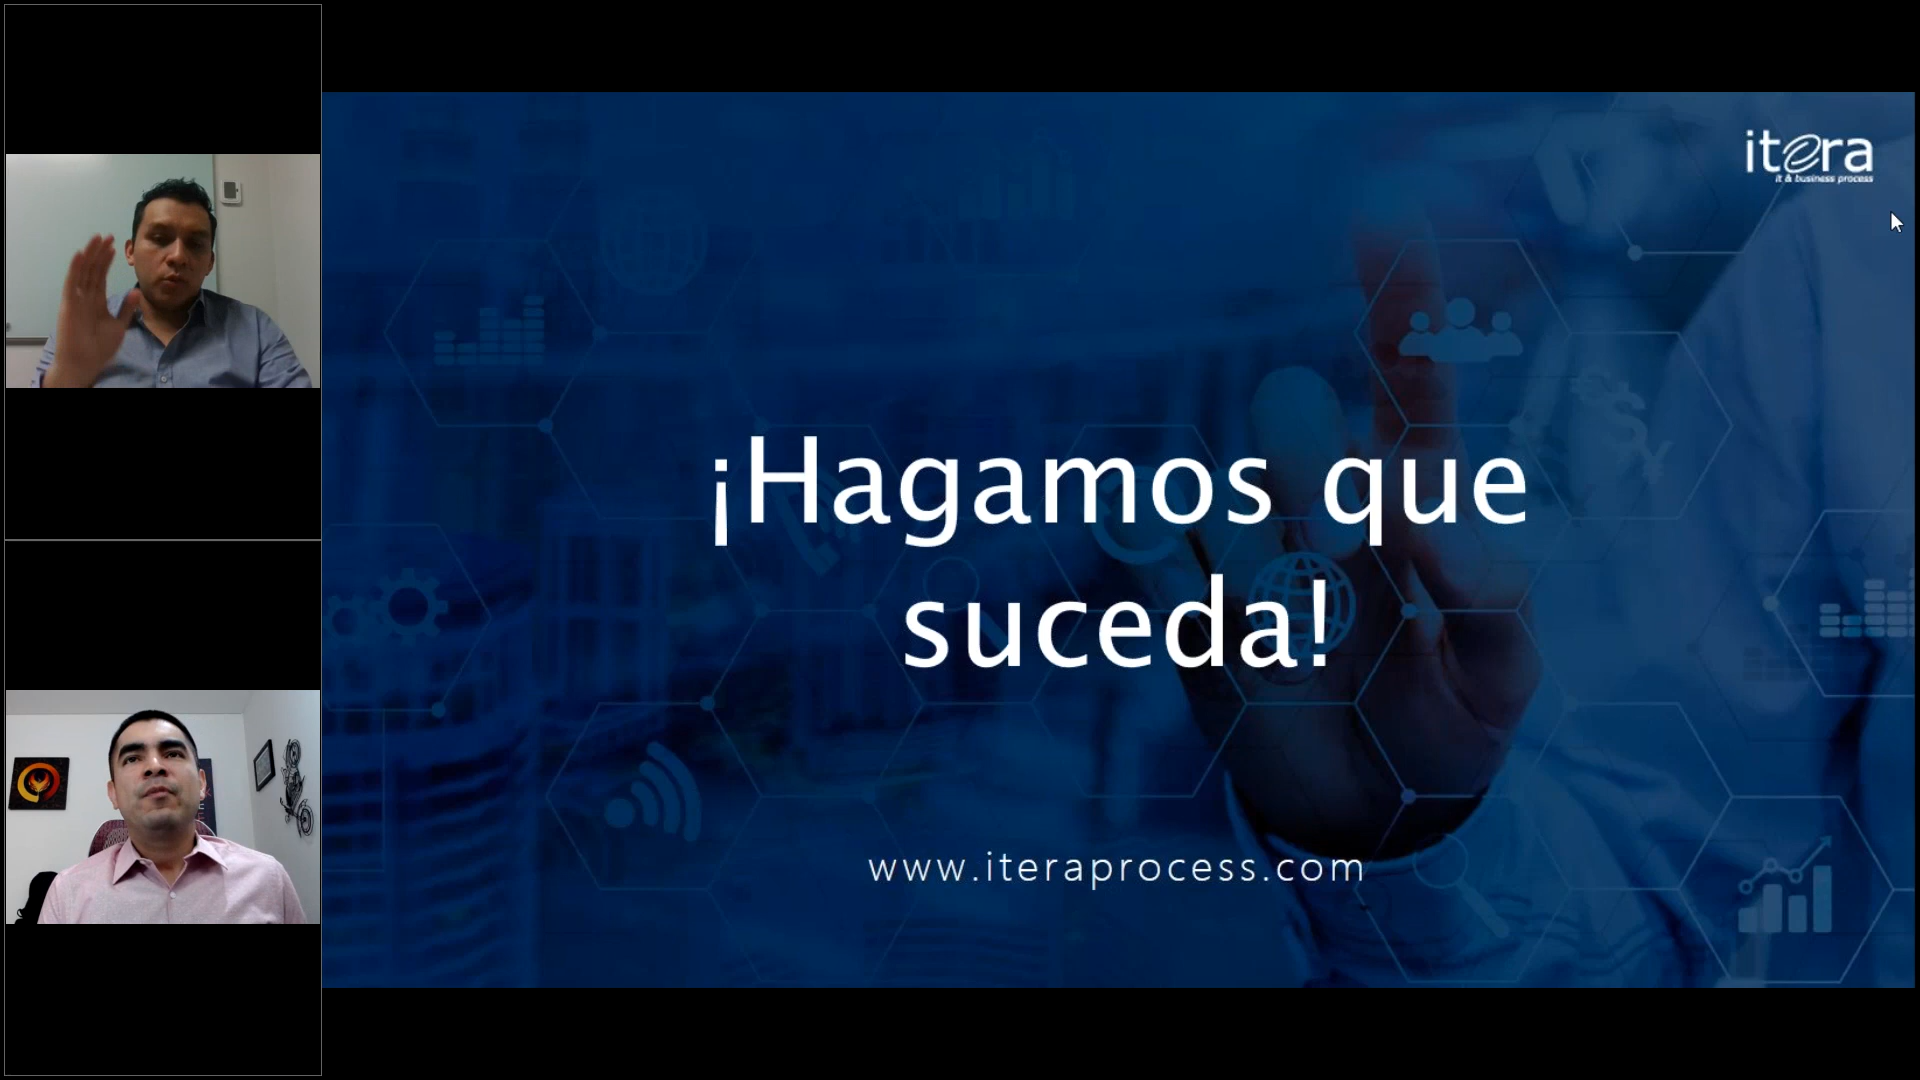 itera
it & business process
¡Hagamos que
suceda!
www.iteraprocess.com